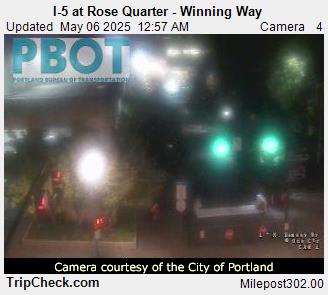 I-5 at Rose Quarter - Winning Way
Updated May 06 2025 12:57 AM Camera 4
PBOT
PORTLAND BUREAU OF TRANSPORTATION
Camera courtesy of the City of Portland
TripCheck.com Milepost302.00